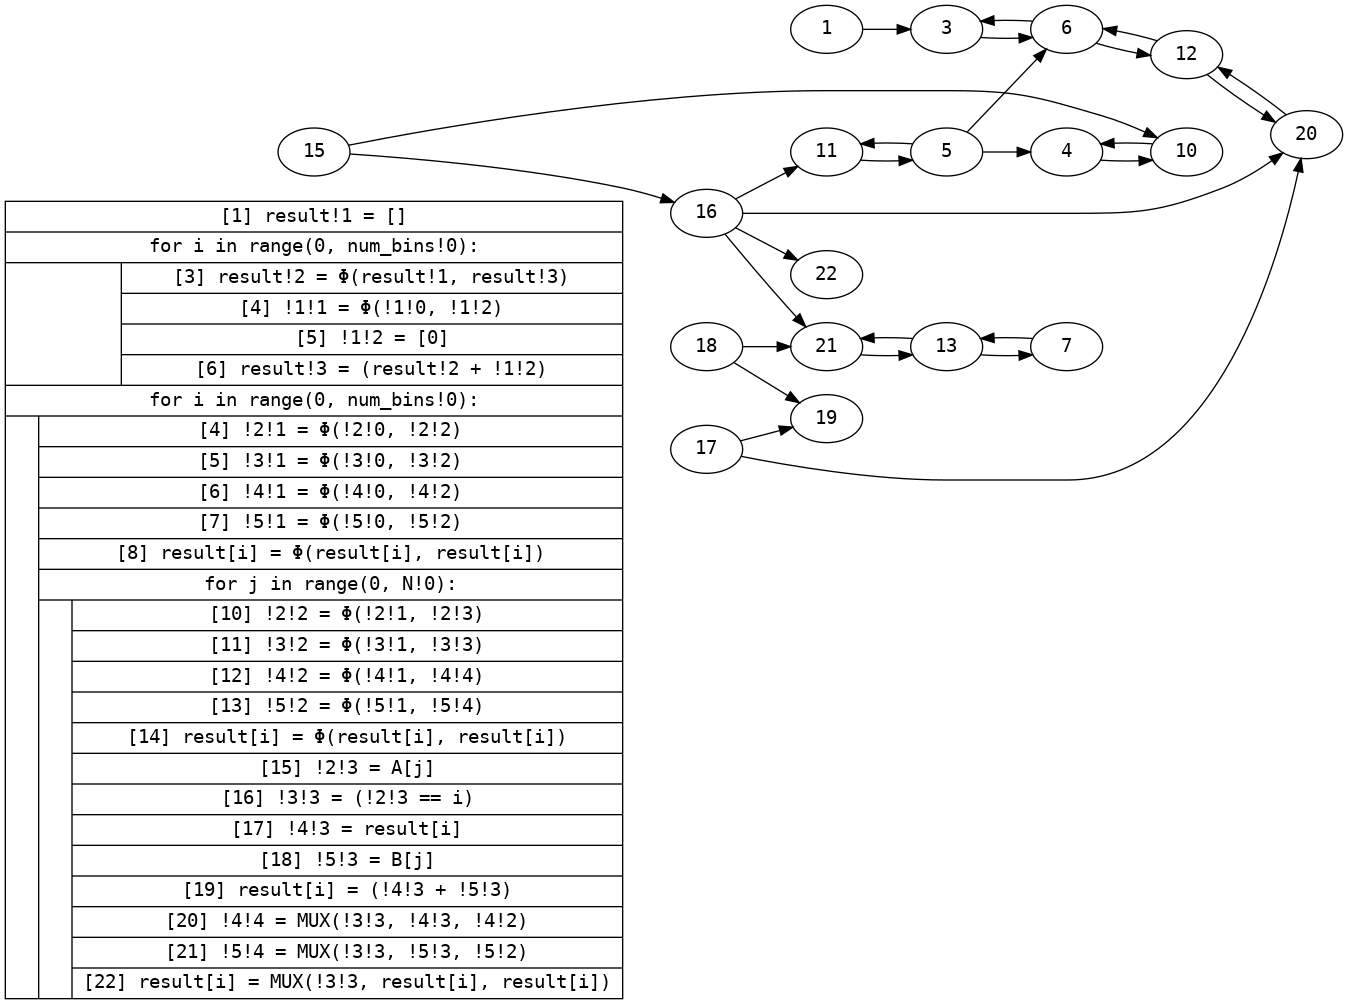 1
3
6
12
20
15
11
5
4
10
16
22
18
21
13
7
19
17
[1] result!1 = []
for i in range(0, num_bins!0):
[3] result!2 = Φ(result!1, result!3)
[4] !1!1 = Φ(!1!0, !1!2)
[5] !1!2 = [0]
[6] result!3 = (result!2 + !1!2)
for i in range(0, num_bins!0):
[4] !2!1 = Φ(!2!0, !2!2)
[5] !3!1 = Φ(!3!0, !3!2)
[6] !4!1 = Φ(!4!0, !4!2)
[7] !5!1 = Φ(!5!0, !5!2)
[8] result[i] = Φ(result[i], result[i])
for j in range(0, N!0):
[10] !2!2 = Φ(!2!1, !2!3)
[11] !3!2 = Φ(!3!1, !3!3)
[12] !4!2 = Φ(!4!1, !4!4)
[13] !5!2 = Φ(!5!1, !5!4)
[14] result[i] = Φ(result[i], result[i])
[15] !2!3 = A[j]
[16] !3!3 = (!2!3 == i)
[17] !4!3 = result[i]
[18] !5!3 = B[j]
[19] result[i] = (!4!3 + !5!3)
[20] !4!4 = MUX(!3!3, !4!3, !4!2)
[21] !5!4 = MUX(!3!3, !5!3, !5!2)
[22] result[i] = MUX(!3!3, result[i], result[i])